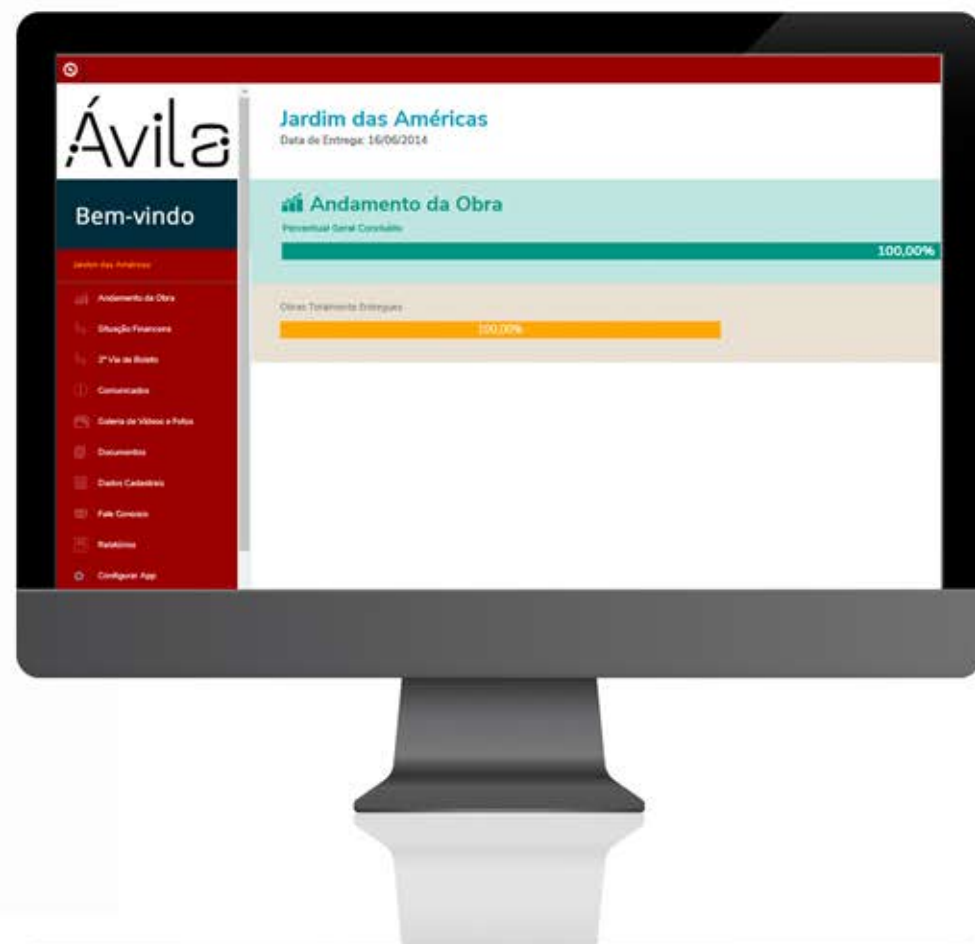 Ávila
Bem-vindo
Jardim das Américas
Andamento da Obra
Situação Financeira
2ª Via de Boleto
Comunicados
Galeria de Vídeos e Fotos
Documentos
Dados Cadastrais
Fale Conosco
Relatórios
Configurar App
Jardim das Américas
Data de Entrega: 16/06/2014
Andamento da Obra
Percentual Geral Concluído
100,00%
Obras Totalmente Entregues
100,00%